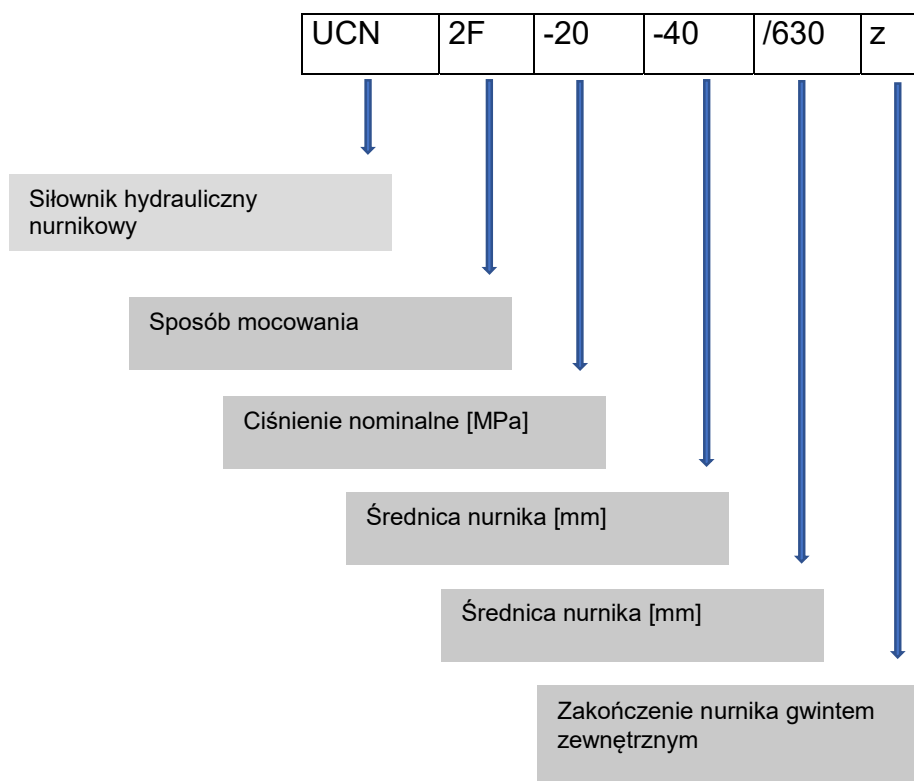 UCN 2F -20 -40 /630 z
Siłownik hydrauliczny
nurnikowy
Sposób mocowania
Ciśnienie nominalne [MPa]
Średnica nurnika [mm]
Średnica nurnika [mm]
Zakończenie nurnika gwintem
zewnętrznym